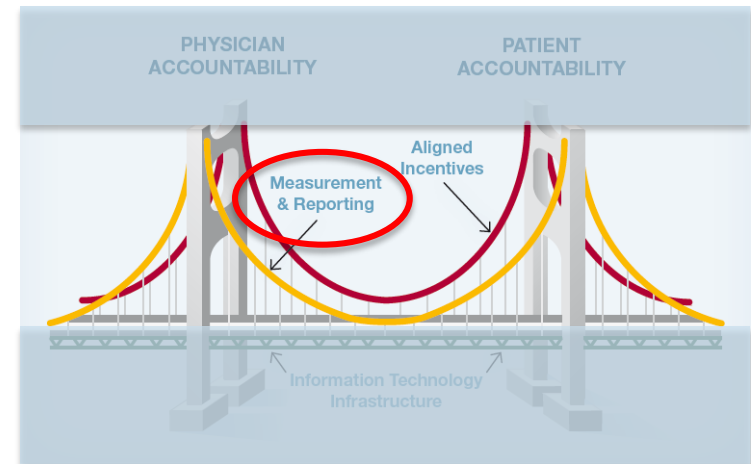 PHYSICIAN
ACCOUNTABILITY
PATIENT
ACCOUNTABILITY
Aligned
Incentives
Measurement
& Reporting
Information Technology
Infrastructure